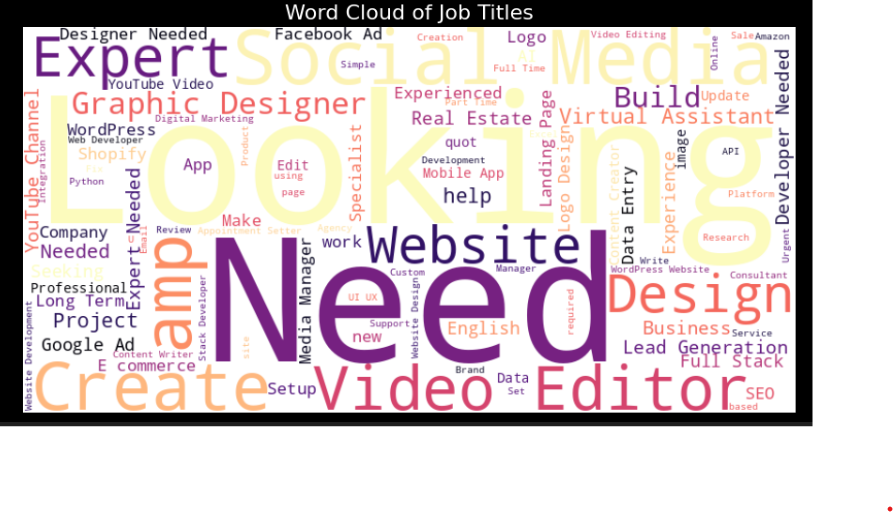 Word Cloud of Job Titles
Designer Needed
Facebook Ad
Creation
Logo
Video Editing
Sale
Amazon
Expert
Social Media
Simple
Full Time
Online
YouTube Video
Graphic Designer
Experienced
Part Time
Build
Update
Digital Marketing
Real Estate
Virtual Assistant
Looking
YouTube Channel
WordPress
Web Developer
Shopify
Integration
Python
App
Product
Edit
using
page
Specialist
quot
Development
Mobile App
help
Landing Page
Logo Design
Content Creator
Data Entry
image
Experience
API
Platform
Developer Needed
Urgent
Research
Company
Needed
Seeking
Expert Needed
Email
Review
Appointment Setter
Agency
Make
work
Website
Write
WordPress Website
Consultant
Professional
Long Term
Project
Google Ad
Content Writer
E commerce
amp
Stack Developer
site
Need
Media Manager
UI UX
Custom
Manager
Support
new
Website Design
English
required
Design
Business
Service
Lead Generation
Full Stack
Website Development
Create
Setup
Video Editor
Brand
Data
Set
SEO
based